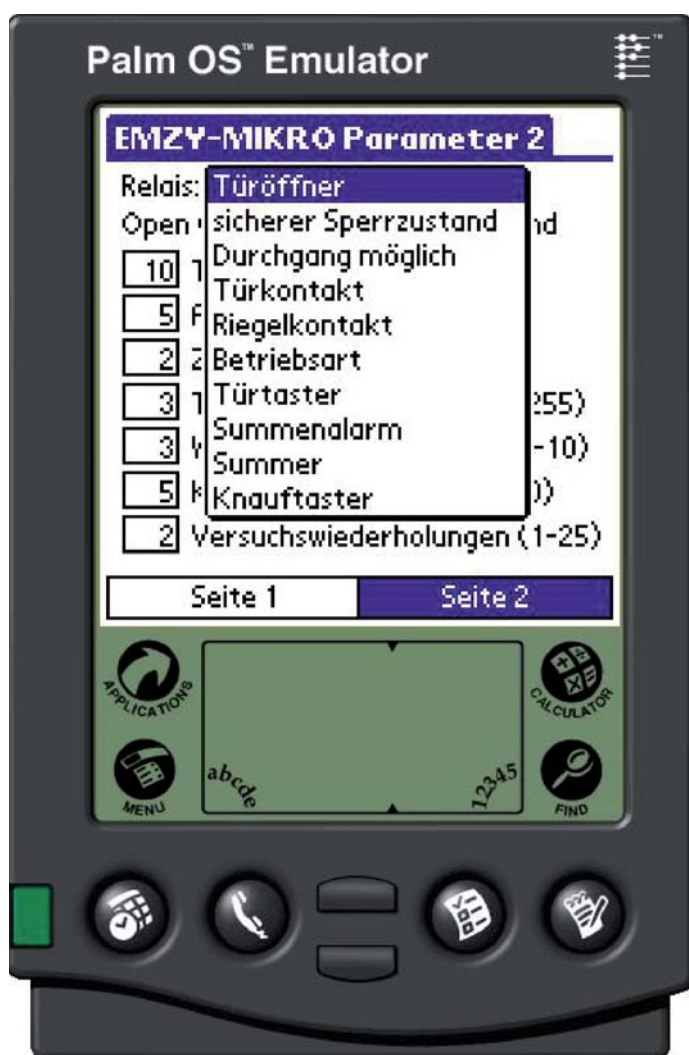 Palm OS™ Emulator
™
EMZY-MIKRO Parameter 2
Relais: Türöffner
Open
sicherer Sperrzustand
Durchgang möglich
10
Türkontakt
5
Riegelkontakt
2
Betriebsart
3
Türtaster
255)
Summenalarm
3
-10)
Summer
5
Knauftaster
2 Versuchswiederholungen (1-25)
Seite 1 Seite 2
APPLICATIONS
CALCULATOR
MENU
abcde
12345
FIND